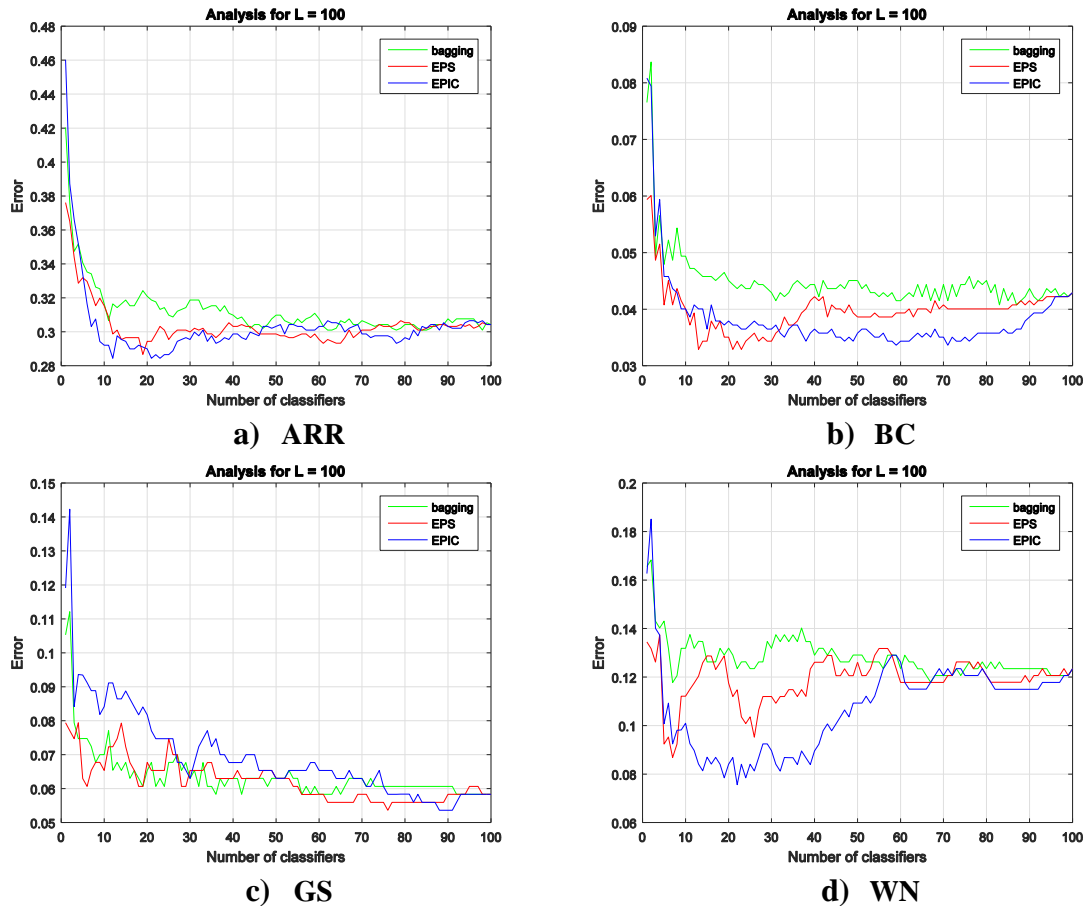 Analysis for L = 100
0.48
0.46
0.44
0.42
0.4
0.38
0.36
0.34
0.32
0.3
0.28
Error
bagging
EPS
EPIC
0 10 20 30 40 50 60 70 80 90 100
Number of classifiers
a) ARR
Analysis for L = 100
0.09
0.08
0.07
0.06
0.05
0.04
0.03
Error
bagging
EPS
EPIC
0 10 20 30 40 50 60 70 80 90 100
Number of classifiers
b) BC
Analysis for L = 100
0.15
0.14
0.13
0.12
0.11
0.1
0.09
0.08
0.07
0.06
0.05
Error
bagging
EPS
EPIC
0 10 20 30 40 50 60 70 80 90 100
Number of classifiers
c) GS
Analysis for L = 100
0.2
0.18
0.16
0.14
0.12
0.1
0.08
0.06
Error
bagging
EPS
EPIC
0 10 20 30 40 50 60 70 80 90 100
Number of classifiers
d) WN